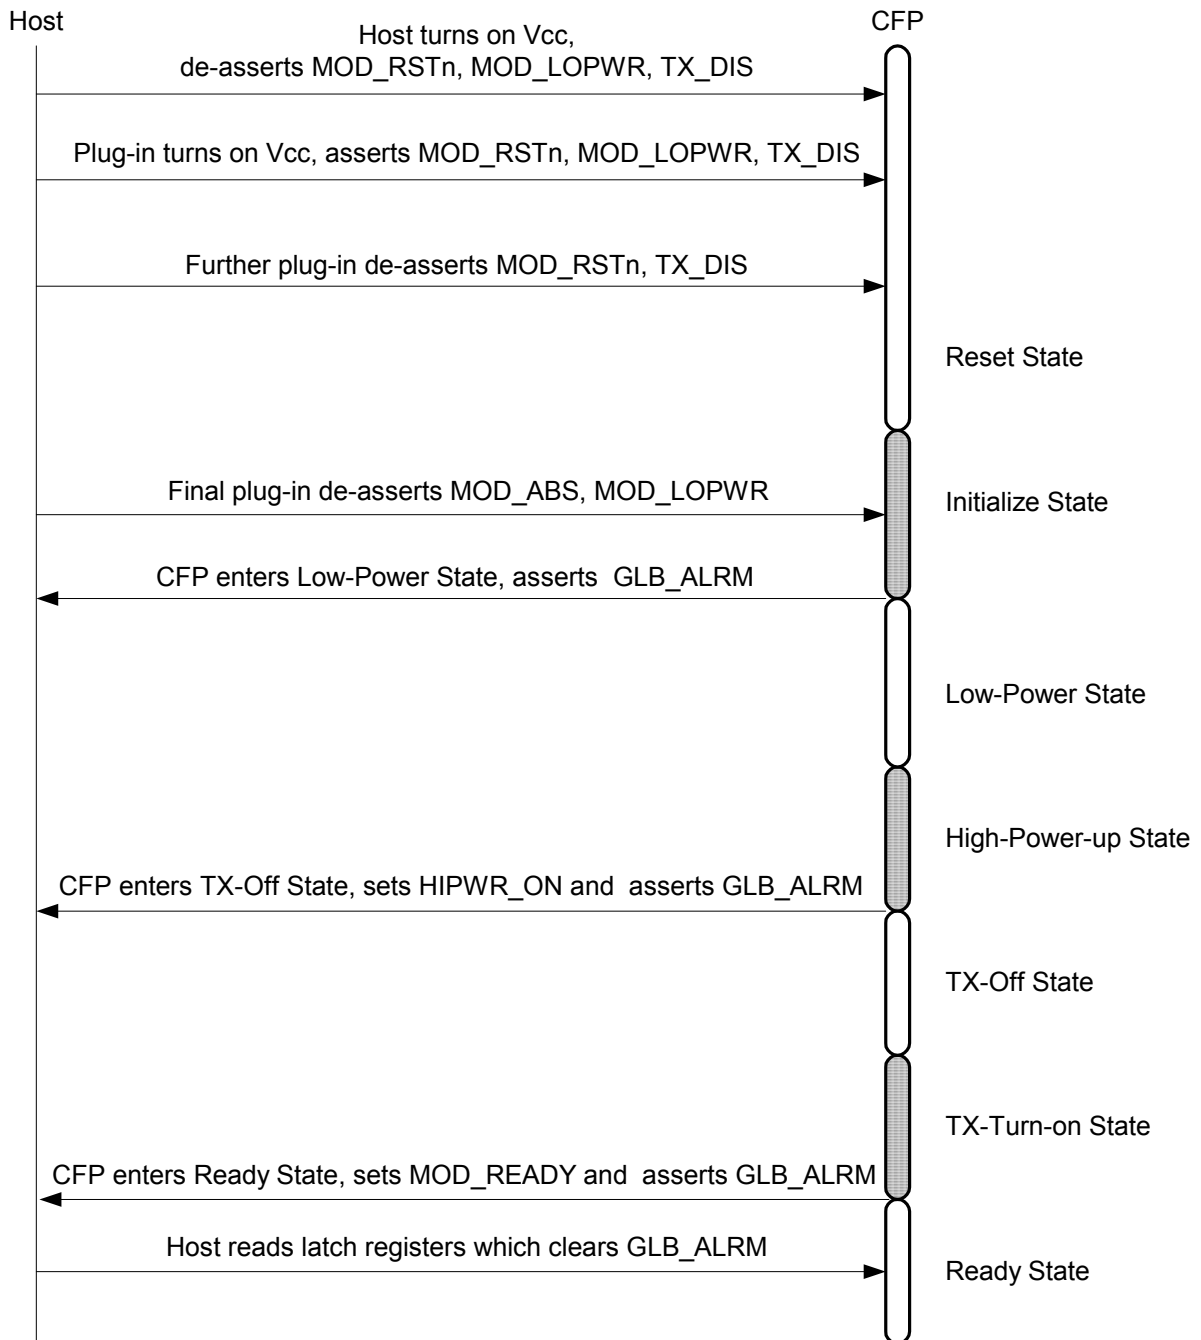 Host
CFP
Host turns on Vcc,
de-asserts MOD_RSTn, MOD_LOPWR, TX_DIS
Plug-in turns on Vcc, asserts MOD_RSTn, MOD_LOPWR, TX_DIS
Further plug-in de-asserts MOD_RSTn, TX_DIS
Reset State
Final plug-in de-asserts MOD_ABS, MOD_LOPWR
Initialize State
CFP enters Low-Power State, asserts GLB_ALRM
Low-Power State
High-Power-up State
CFP enters TX-Off State, sets HIPWR_ON and asserts GLB_ALRM
TX-Off State
TX-Turn-on State
CFP enters Ready State, sets MOD_READY and asserts GLB_ALRM
Host reads latch registers which clears GLB_ALRM
Ready State